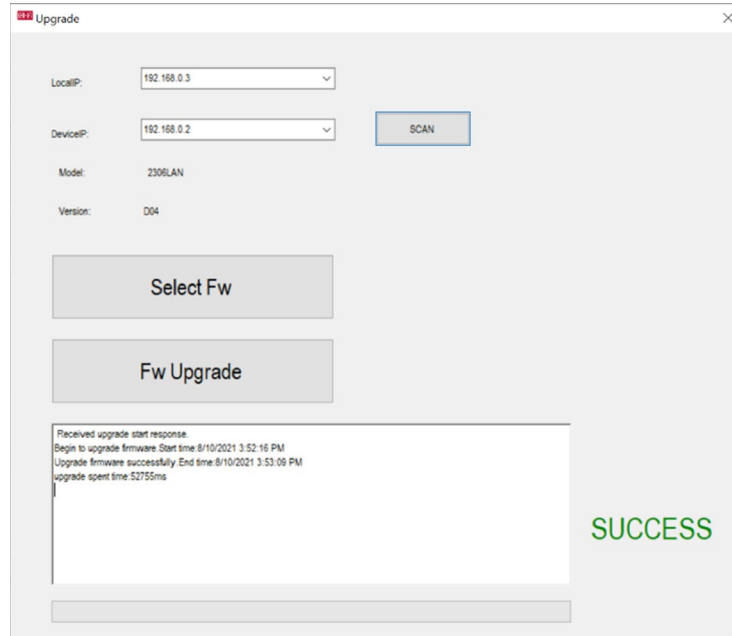 Upgrade
LocalIP: 192.168.0.3
DeviceIP: 192.168.0.2 SCAN
Model: 2306LAN
Version: D04
Select Fw
Fw Upgrade
Received upgrade start response.
Begin to upgrade firmware.Start time:8/10/2021 3:52:16 PM
Upgrade firmware successfully.End time:8/10/2021 3:53:09 PM
upgrade spent time:52755ms
SUCCESS